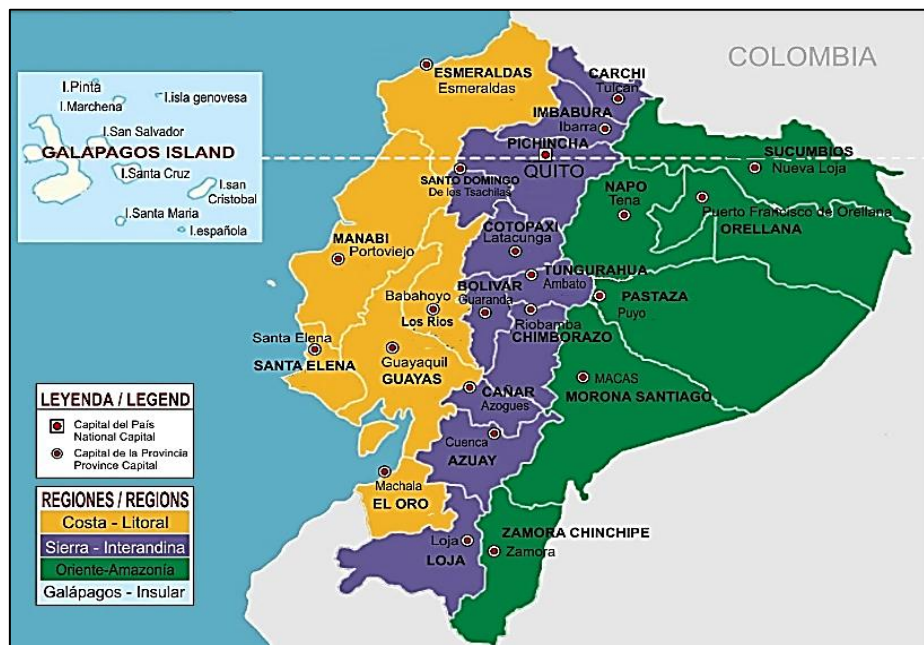 COLOMBIA
I.Pinta
I.Marchena
I.isla genovesa
I.San Salvador
GALAPAGOS ISLAND
I.Santa Cruz
I.san
Cristobal
I.Santa Maria
I.española
ESMERALDAS
Esmeraldas
CARCHI
Tulcan
IMBABURA
Ibarra
PICHINCHA
QUITO
SANTO DOMINGO
De los Tsachilas
SUCUMBIOS
Nueva Loja
NAPO
Tena
Puerto Francisco de Orellana
ORELLANA
MANABI
Portoviejo
COTOPAXI
Latacunga
TUNGURAHUA
Ambato
BOLIVAR
Guaranda
Babahoyo
Los Rios
PASTAZA
Puyo
Riobamba
CHIMBORAZO
Santa Elena
SANTA ELENA
Guayaquil
GUAYAS
MACAS
MORONA SANTIAGO
CAÑAR
Azogues
Cuenca
AZUAY
Machala
EL ORO
Loja
LOJA
ZAMORA CHINCHIPE
Zamora
LEYENDA / LEGEND
Capital del País
National Capital
Capital de la Provincia
Province Capital
REGIONES / REGIONS
Costa - Litoral
Sierra - Interandina
Oriente-Amazonía
Galápagos - Insular